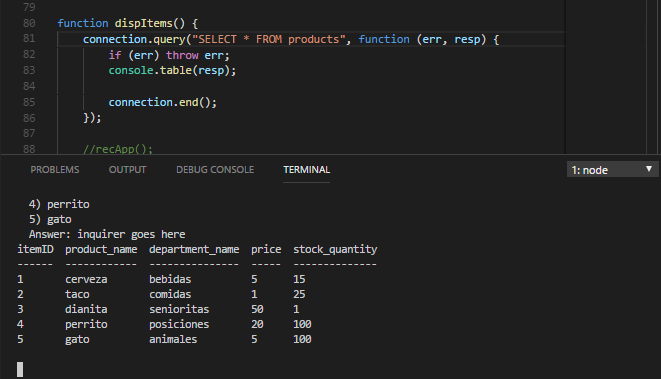 79
80 function dispItems() {
81 connection.query("SELECT * FROM products", function (err, resp) {
82 if (err) throw err;
83 console.table(resp);
84
85 connection.end();
86 });
87
88 //recApp();
PROBLEMS OUTPUT DEBUG CONSOLE TERMINAL 1: node
4) perrito
5) gato
Answer: inquirer goes here
itemID product_name department_name price stock_quantity
------ ------------ --------------- ----- --------------
1 cerveza bebidas 5 15
2 taco comidas 1 25
3 dianita senioritas 50 1
4 perrito posiciones 20 100
5 gato animales 5 100